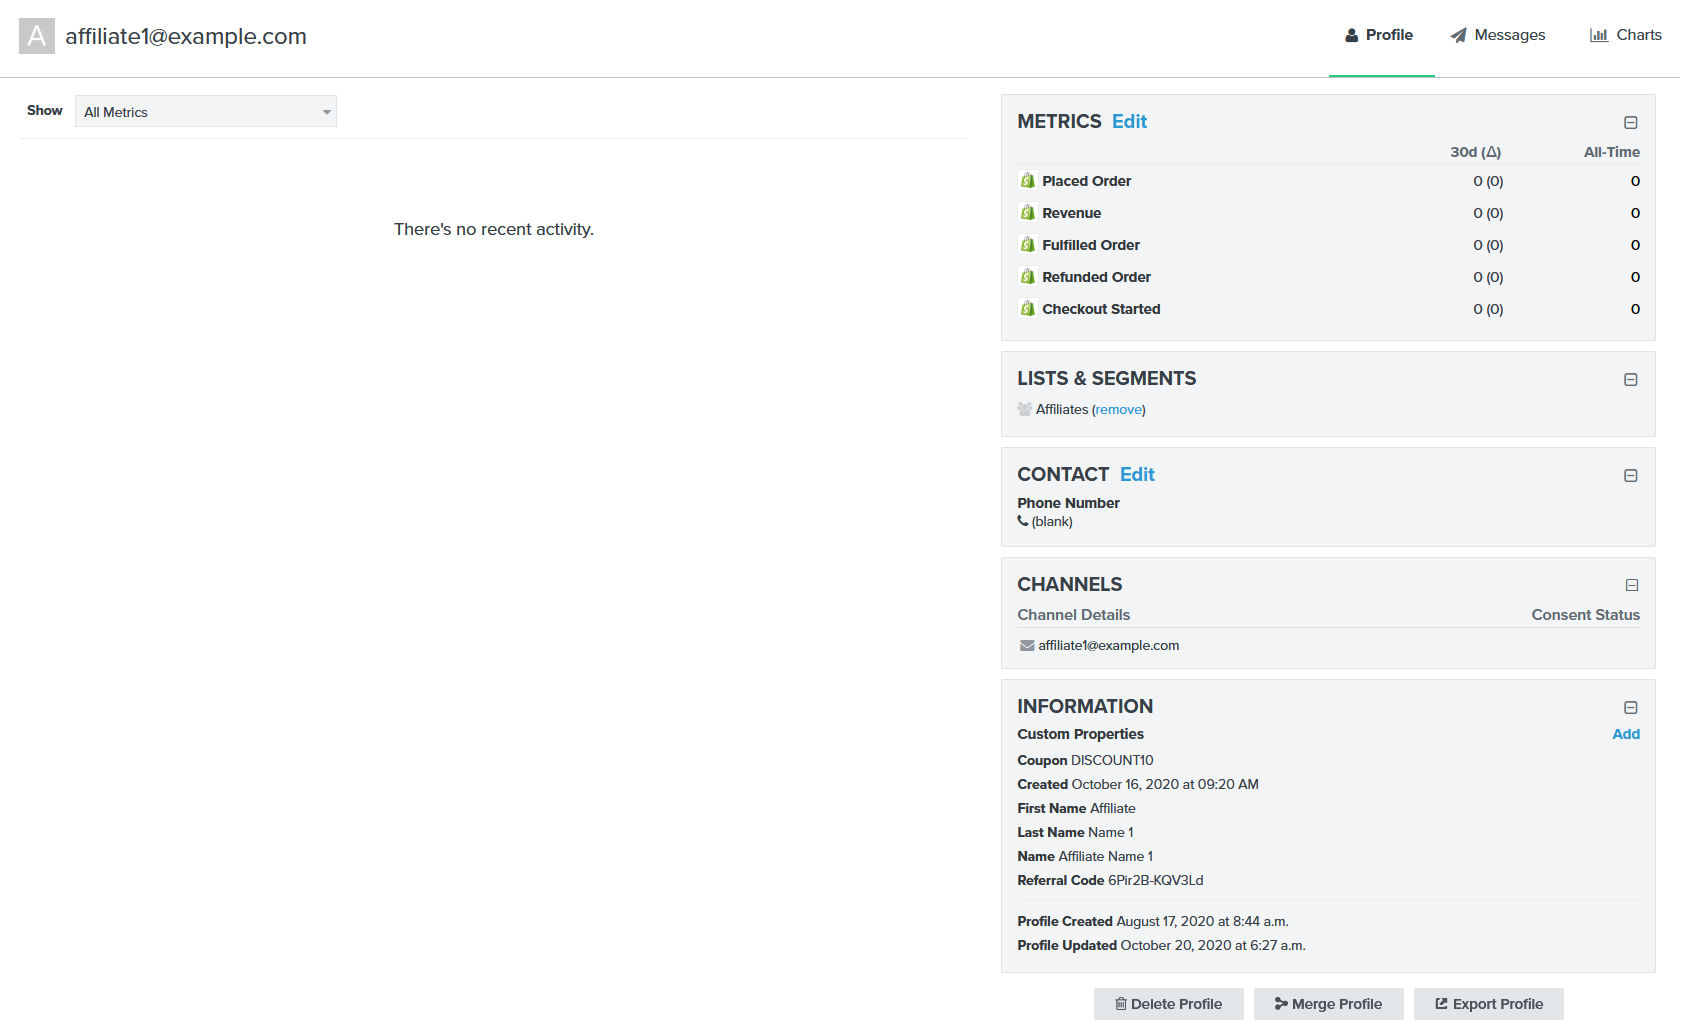 A affiliate1@example.com
Profile Messages Charts
Show All Metrics
There's no recent activity.
METRICS Edit
30d (Δ) All-Time
Placed Order 0 (0) 0
Revenue 0 (0) 0
Fulfilled Order 0 (0) 0
Refunded Order 0 (0) 0
Checkout Started 0 (0) 0
LISTS & SEGMENTS
Affiliates (remove)
CONTACT Edit
Phone Number
(blank)
CHANNELS
Channel Details Consent Status
affiliate1@example.com
INFORMATION
Custom Properties Add
Coupon DISCOUNT10
Created October 16, 2020 at 09:20 AM
First Name Affiliate
Last Name Name 1
Name Affiliate Name 1
Referral Code 6Pir2B-KQV3Ld
Profile Created August 17, 2020 at 8:44 a.m.
Profile Updated October 20, 2020 at 6:27 a.m.
Delete Profile Merge Profile Export Profile